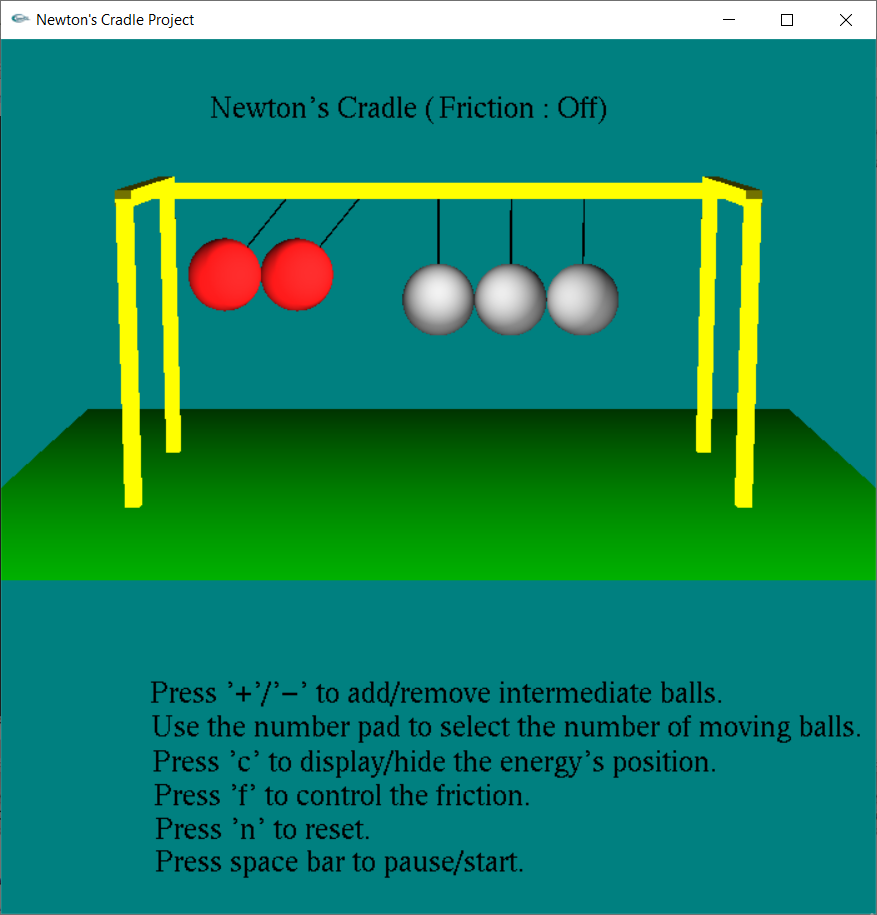 Newton's Cradle Project
Newton's Cradle (Friction : Off)
Press '+'/'−' to add/remove intermediate balls.
Use the number pad to select the number of moving balls.
Press 'c' to display/hide the energy's position.
Press 'f' to control the friction.
Press 'n' to reset.
Press space bar to pause/start.